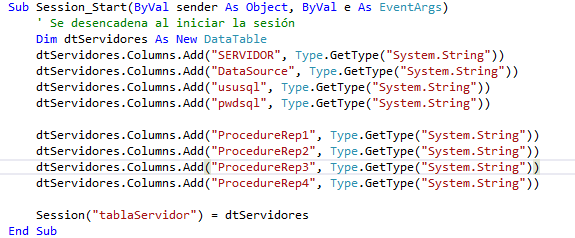 Sub Session_Start(ByVal sender As Object, ByVal e As EventArgs)
' Se desencadena al iniciar la sesión
Dim dtServidores As New DataTable
dtServidores.Columns.Add("SERVIDOR", Type.GetType("System.String"))
dtServidores.Columns.Add("DataSource", Type.GetType("System.String"))
dtServidores.Columns.Add("ususql", Type.GetType("System.String"))
dtServidores.Columns.Add("pwdsql", Type.GetType("System.String"))
dtServidores.Columns.Add("ProcedureRep1", Type.GetType("System.String"))
dtServidores.Columns.Add("ProcedureRep2", Type.GetType("System.String"))
dtServidores.Columns.Add("ProcedureRep3", Type.GetType("System.String"))
dtServidores.Columns.Add("ProcedureRep4", Type.GetType("System.String"))
Session("tablaServidor") = dtServidores
End Sub